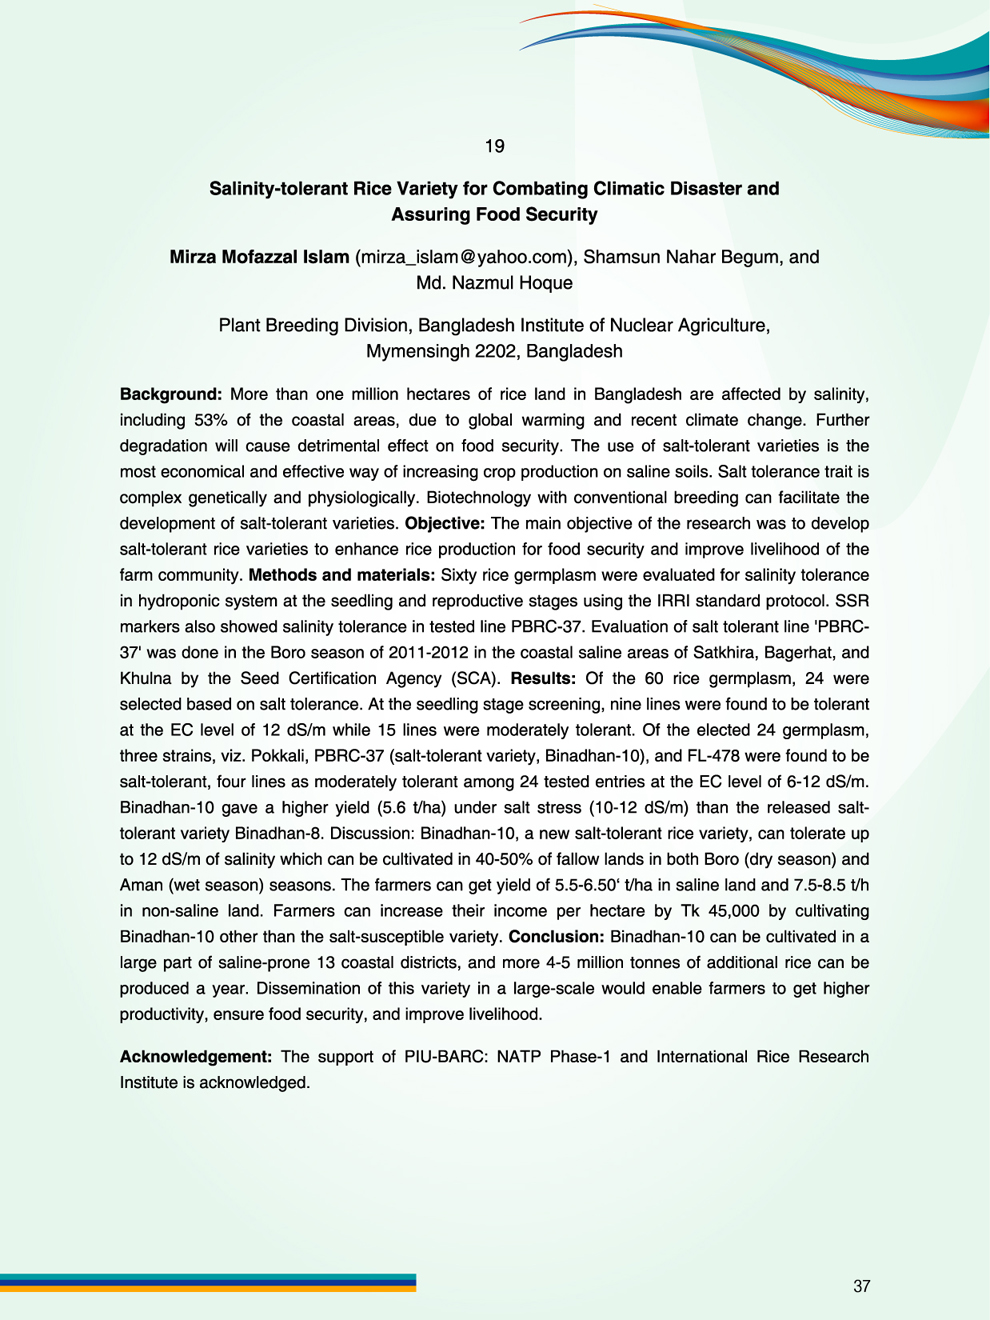 19
Salinity-tolerant Rice Variety for Combating Climatic Disaster and
Assuring Food Security
Mirza Mofazzal Islam (mirza_islam@yahoo.com), Shamsun Nahar Begum, and
Md. Nazmul Hoque
Plant Breeding Division, Bangladesh Institute of Nuclear Agriculture,
Mymensingh 2202, Bangladesh
Background: More than one million hectares of rice land in Bangladesh are affected by salinity,
including 53% of the coastal areas, due to global warming and recent climate change. Further
degradation will cause detrimental effect on food security. The use of salt-tolerant varieties is the
most economical and effective way of increasing crop production on saline soils. Salt tolerance trait is
complex genetically and physiologically. Biotechnology with conventional breeding can facilitate the
development of salt-tolerant varieties. Objective: The main objective of the research was to develop
salt-tolerant rice varieties to enhance rice production for food security and improve livelihood of the
farm community. Methods and materials: Sixty rice germplasm were evaluated for salinity tolerance
in hydroponic system at the seedling and reproductive stages using the IRRI standard protocol. SSR
markers also showed salinity tolerance in tested line PBRC-37. Evaluation of salt tolerant line 'PBRC-
37' was done in the Boro season of 2011-2012 in the coastal saline areas of Satkhira, Bagerhat, and
Khulna by the Seed Certification Agency (SCA). Results: Of the 60 rice germplasm, 24 were
selected based on salt tolerance. At the seedling stage screening, nine lines were found to be tolerant
at the EC level of 12 dS/m while 15 lines were moderately tolerant. Of the elected 24 germplasm,
three strains, viz. Pokkali, PBRC-37 (salt-tolerant variety, Binadhan-10), and FL-478 were found to be
salt-tolerant, four lines as moderately tolerant among 24 tested entries at the EC level of 6-12 dS/m.
Binadhan-10 gave a higher yield (5.6 t/ha) under salt stress (10-12 dS/m) than the released salt-
tolerant variety Binadhan-8. Discussion: Binadhan-10, a new salt-tolerant rice variety, can tolerate up
to 12 dS/m of salinity which can be cultivated in 40-50% of fallow lands in both Boro (dry season) and
Aman (wet season) seasons. The farmers can get yield of 5.5-6.50‘ t/ha in saline land and 7.5-8.5 t/h
in non-saline land. Farmers can increase their income per hectare by Tk 45,000 by cultivating
Binadhan-10 other than the salt-susceptible variety. Conclusion: Binadhan-10 can be cultivated in a
large part of saline-prone 13 coastal districts, and more 4-5 million tonnes of additional rice can be
produced a year. Dissemination of this variety in a large-scale would enable farmers to get higher
productivity, ensure food security, and improve livelihood.
Acknowledgement: The support of PIU-BARC: NATP Phase-1 and International Rice Research
Institute is acknowledged.
37